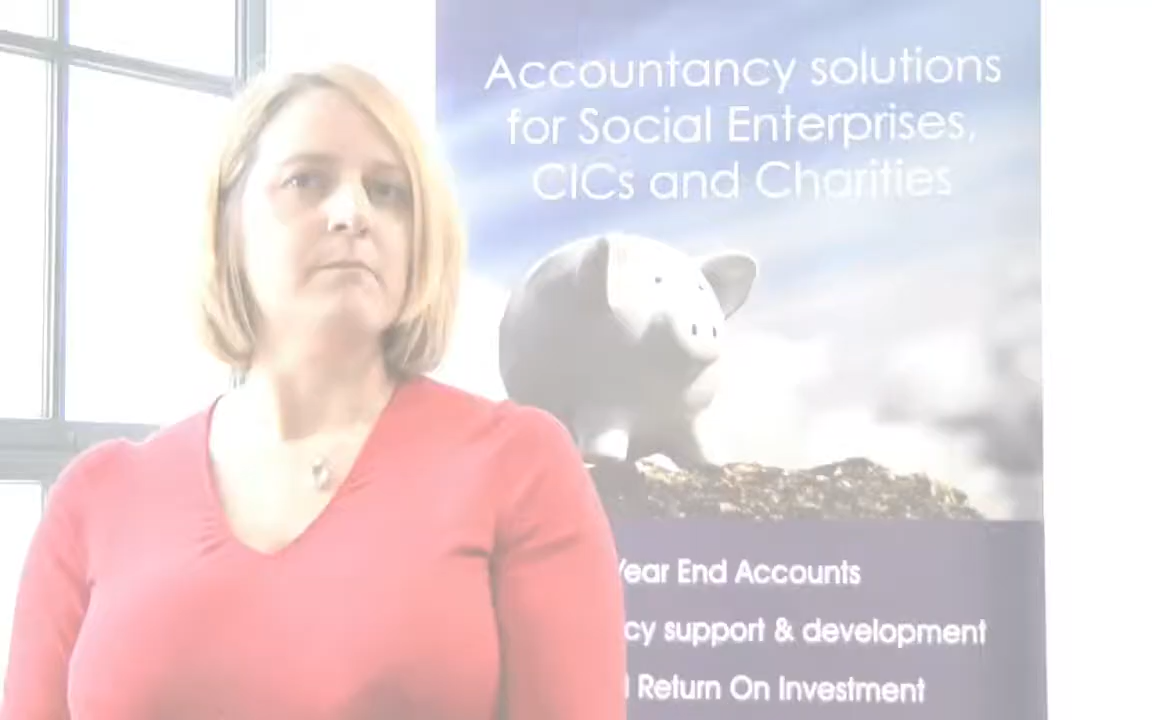 Accountancy solutions
for Social Enterprises,
CICs and Charities
Year End Accounts
cy support & development
l Return On Investment